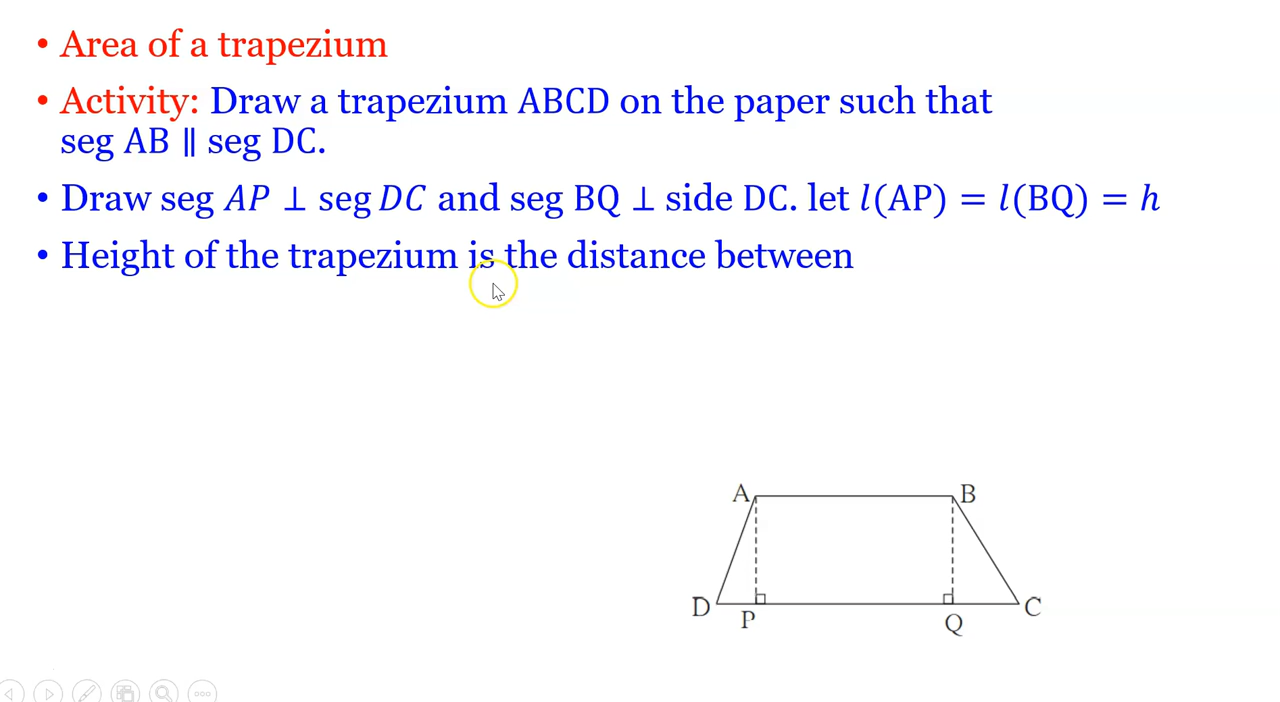 • Area of a trapezium
• Activity: Draw a trapezium ABCD on the paper such that
seg AB ∥ seg DC.
• Draw seg AP ⊥ seg DC and seg BQ ⊥ side DC. let l(AP) = l(BQ) = h
• Height of the trapezium is the distance between
A B
D P Q C